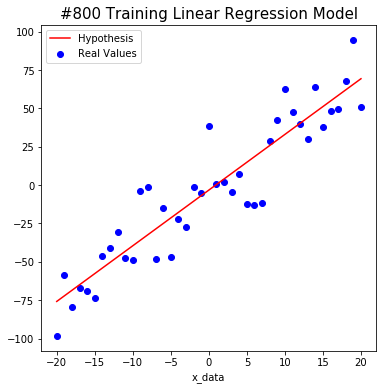 #800 Training Linear Regression Model
Hypothesis
Real Values
100
75
50
25
0
−25
−50
−75
−100
−20 −15 −10 −5 0 5 10 15 20
x_data